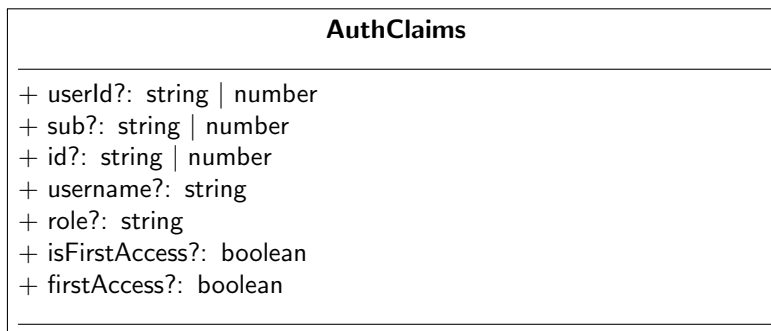 AuthClaims
+ userId?: string | number
+ sub?: string | number
+ id?: string | number
+ username?: string
+ role?: string
+ isFirstAccess?: boolean
+ firstAccess?: boolean